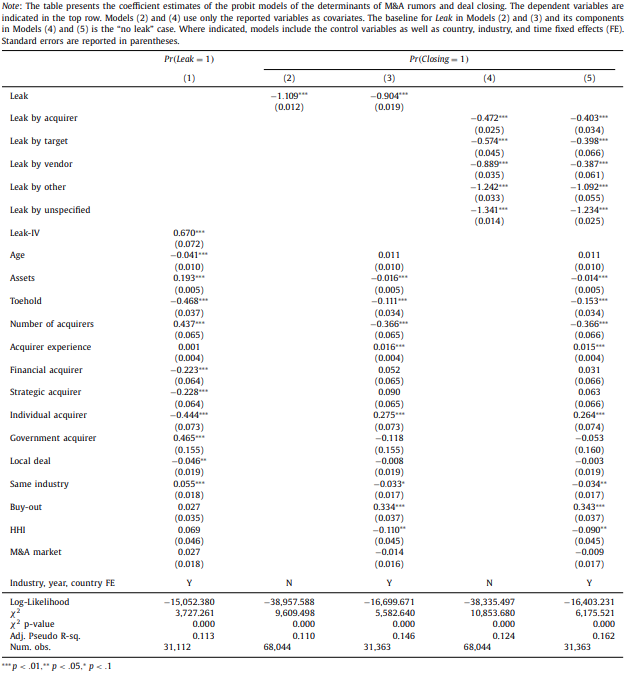 Note: The table presents the coefficient estimates of the probit models of the determinants of M&A rumors and deal closing. The dependent variables are
indicated in the top row. Models (2) and (4) use only the reported variables as covariates. The baseline for Leak in Models (2) and (3) and its components
in Models (4) and (5) is the “no leak” case. Where indicated, models include the control variables as well as country, industry, and time fixed effects (FE).
Standard errors are reported in parentheses.
Pr(Leak = 1) Pr(Closing = 1)
(1) (2) (3) (4) (5)
Leak −1.109*** −0.904***
(0.012) (0.019)
Leak by acquirer −0.472*** −0.403***
(0.025) (0.034)
Leak by target −0.574*** −0.398***
(0.045) (0.066)
Leak by vendor −0.889*** −0.387***
(0.035) (0.061)
Leak by other −1.242*** −1.092***
(0.033) (0.055)
Leak by unspecified −1.341*** −1.234***
(0.014) (0.025)
Leak-IV 0.670***
(0.072)
Age −0.041*** 0.011 0.011
(0.010) (0.010) (0.010)
Assets 0.193*** −0.016*** −0.014***
(0.005) (0.005) (0.005)
Toehold −0.468*** −0.111*** −0.153***
(0.037) (0.034) (0.034)
Number of acquirers 0.437*** −0.366*** −0.366***
(0.065) (0.065) (0.066)
Acquirer experience 0.001 0.016*** 0.015***
(0.004) (0.004) (0.004)
Financial acquirer −0.223*** 0.052 0.031
(0.064) (0.065) (0.066)
Strategic acquirer −0.228*** 0.090 0.063
(0.064) (0.065) (0.066)
Individual acquirer −0.444*** 0.275*** 0.264***
(0.073) (0.073) (0.074)
Government acquirer 0.465*** −0.118 −0.053
(0.155) (0.155) (0.160)
Local deal −0.046** −0.008 −0.003
(0.019) (0.019) (0.019)
Same industry 0.055*** −0.033* −0.034**
(0.018) (0.017) (0.017)
Buy-out 0.027 0.334*** 0.343***
(0.035) (0.037) (0.037)
HHI 0.069 −0.110** −0.090**
(0.046) (0.045) (0.045)
M&A market 0.027 −0.014 −0.009
(0.018) (0.016) (0.017)
Industry, year, country FE Y N Y N Y
Log-Likelihood −15,052.380 −38,957.588 −16,699.671 −38,335.497 −16,403.231
χ² 3,727.261 9,609.498 5,582.640 10,853.680 6,175.521
χ² p-value 0.000 0.000 0.000 0.000 0.000
Adj. Pseudo R-sq. 0.113 0.110 0.146 0.124 0.162
Num. obs. 31,112 68,044 31,363 68,044 31,363
***p < .01,** p < .05,* p < .1